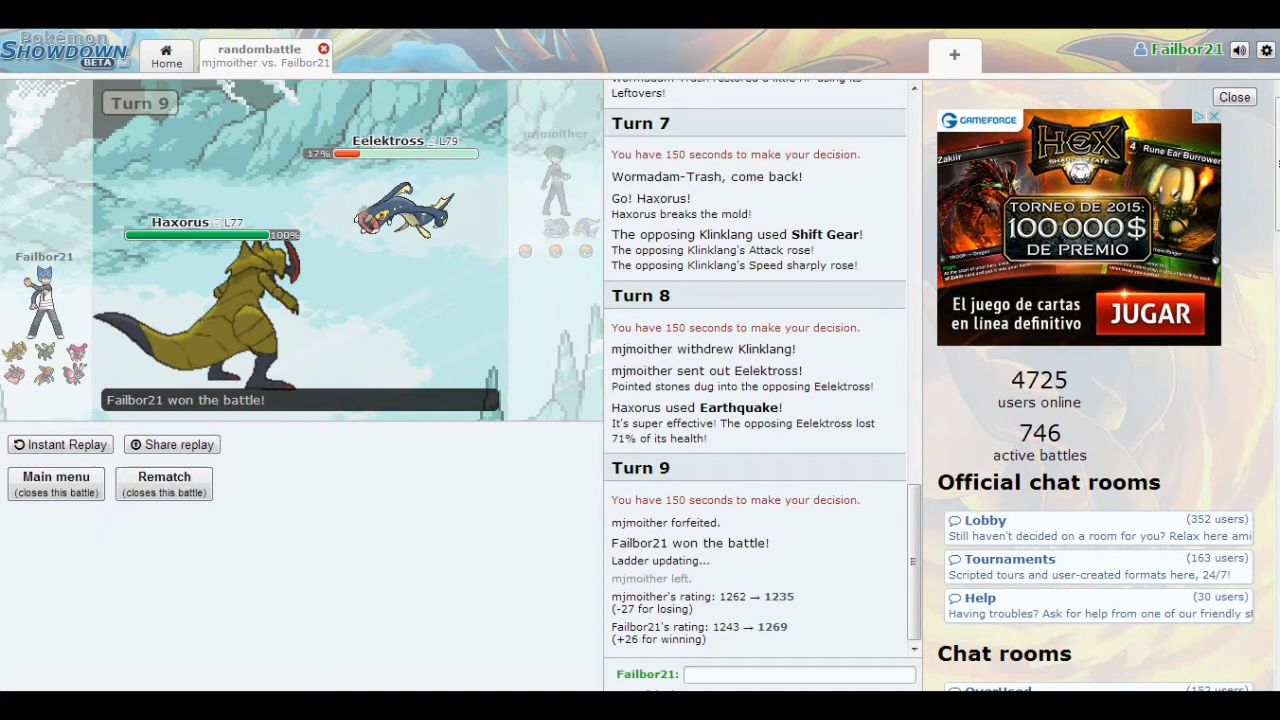 Pokémon
SHOWDOWN
BETA
Home
randombattle
mjmoither vs. Failbor21
+
Failbor21
Turn 9
Eelektross L79
17%
mjmoither
Haxorus L77
100%
Failbor21
Failbor21 won the battle!
Instant Replay
Share replay
Main menu
(closes this battle)
Rematch
(closes this battle)
Leftovers!
Turn 7
You have 150 seconds to make your decision.
Wormadam-Trash, come back!
Go! Haxorus!
Haxorus breaks the mold!
The opposing Klinklang used Shift Gear!
The opposing Klinklang's Attack rose!
The opposing Klinklang's Speed sharply rose!
Turn 8
You have 150 seconds to make your decision.
mjmoither withdrew Klinklang!
mjmoither sent out Eelektross!
Pointed stones dug into the opposing Eelektross!
Haxorus used Earthquake!
It's super effective! The opposing Eelektross lost
71% of its health!
Turn 9
You have 150 seconds to make your decision.
mjmoither forfeited.
Failbor21 won the battle!
Ladder updating...
mjmoither left.
mjmoither's rating: 1262 → 1235
(-27 for losing)
Failbor21's rating: 1243 → 1269
(+26 for winning)
Failbor21:
Close
GAMEFORGE
HEX
Zakiir
4 Rune Ear Burrower
TORNEO DE 2015:
100 000$
DE PREMIO
El juego de cartas
en línea definitivo
JUGAR
4725
users online
746
active battles
Official chat rooms
Lobby (352 users)
Still haven't decided on a room for you? Relax here ami
Tournaments (163 users)
Scripted tours and user-created formats here, 24/7!
Help (30 users)
Having troubles? Ask for help from one of our friendly st
Chat rooms
OverUsed